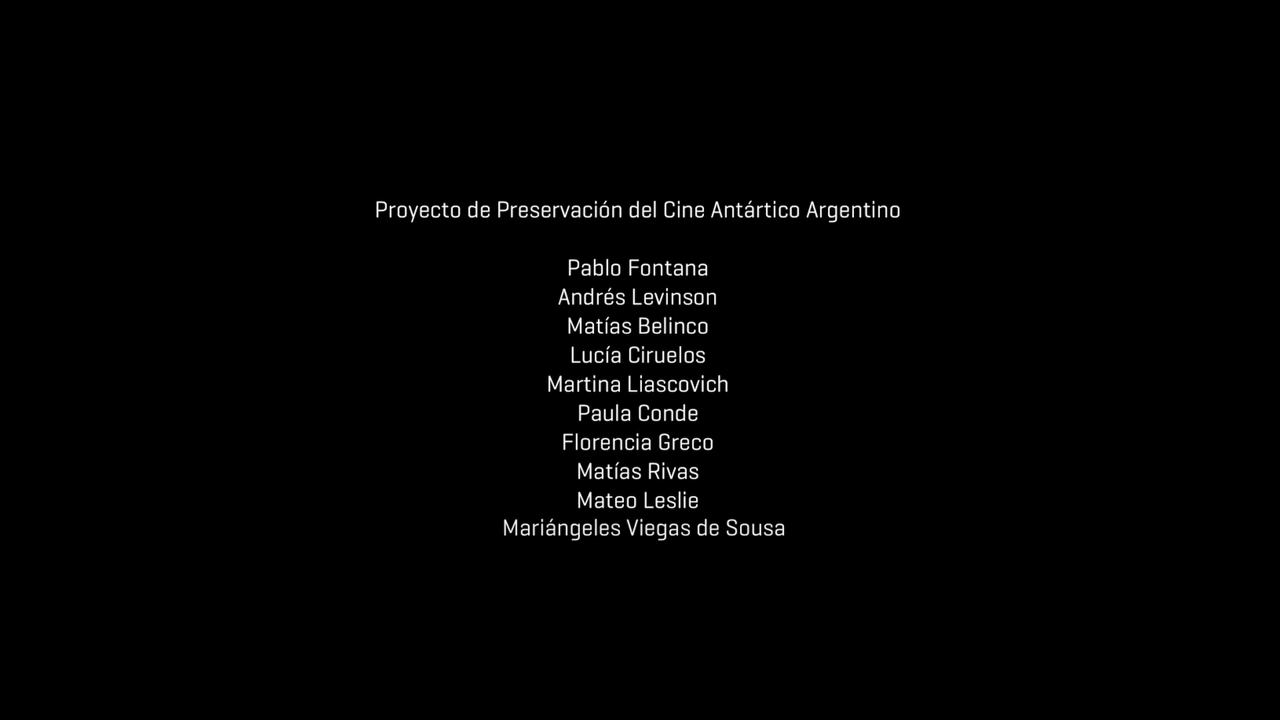 Proyecto de Preservación del Cine Antártico Argentino
Pablo Fontana
Andrés Levinson
Matías Belinco
Lucía Ciruelos
Martina Liascovich
Paula Conde
Florencia Greco
Matías Rivas
Mateo Leslie
Mariángeles Viegas de Sousa